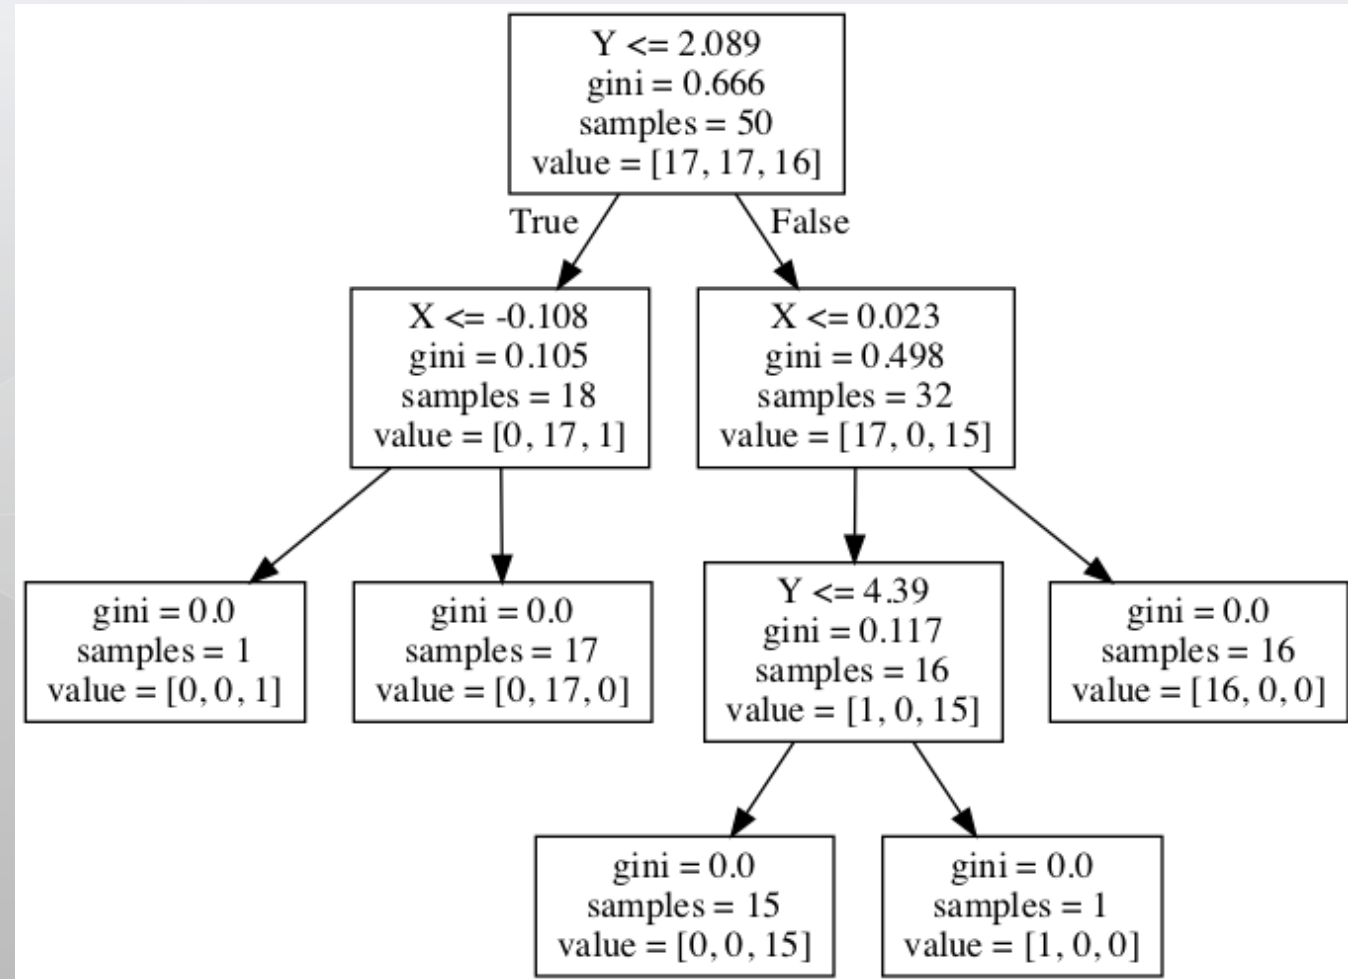 Y <= 2.089
gini = 0.666
samples = 50
value = [17, 17, 16]
True
False
X <= -0.108
gini = 0.105
samples = 18
value = [0, 17, 1]
X <= 0.023
gini = 0.498
samples = 32
value = [17, 0, 15]
gini = 0.0
samples = 1
value = [0, 0, 1]
gini = 0.0
samples = 17
value = [0, 17, 0]
Y <= 4.39
gini = 0.117
samples = 16
value = [1, 0, 15]
gini = 0.0
samples = 16
value = [16, 0, 0]
gini = 0.0
samples = 15
value = [0, 0, 15]
gini = 0.0
samples = 1
value = [1, 0, 0]